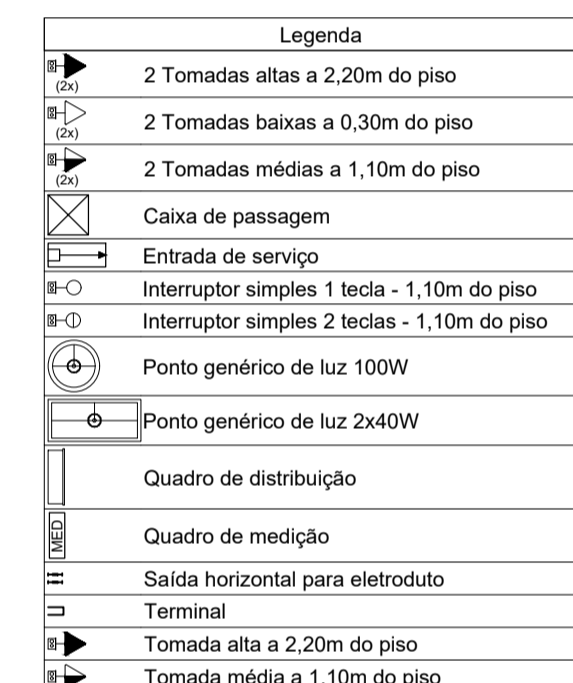 Legenda
(2x)
2 Tomadas altas a 2,20m do piso
(2x)
2 Tomadas baixas a 0,30m do piso
(2x)
2 Tomadas médias a 1,10m do piso
Caixa de passagem
Entrada de serviço
Interruptor simples 1 tecla - 1,10m do piso
Interruptor simples 2 teclas - 1,10m do piso
Ponto genérico de luz 100W
Ponto genérico de luz 2x40W
Quadro de distribuição
MED
Quadro de medição
Saída horizontal para eletroduto
Terminal
Tomada alta a 2,20m do piso
Tomada média a 1,10m do piso